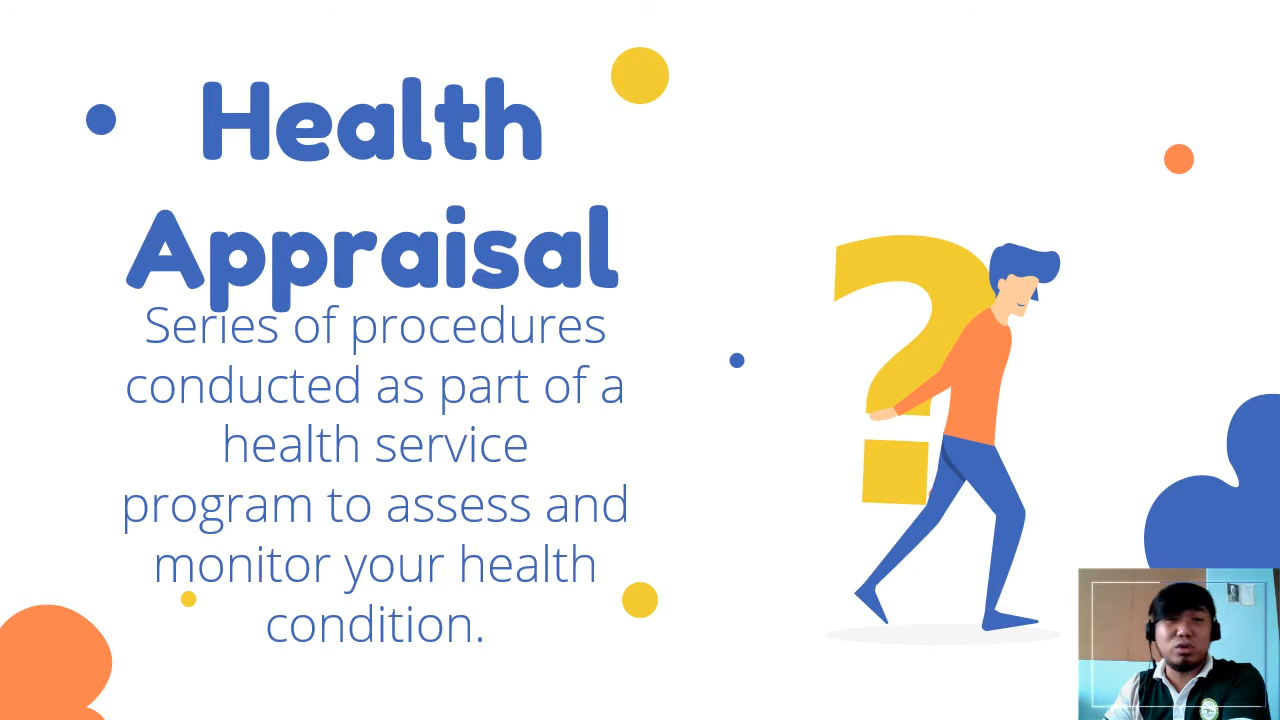 Health
Appraisal
Series of procedures
conducted as part of a
health service
program to assess and
monitor your health
condition.